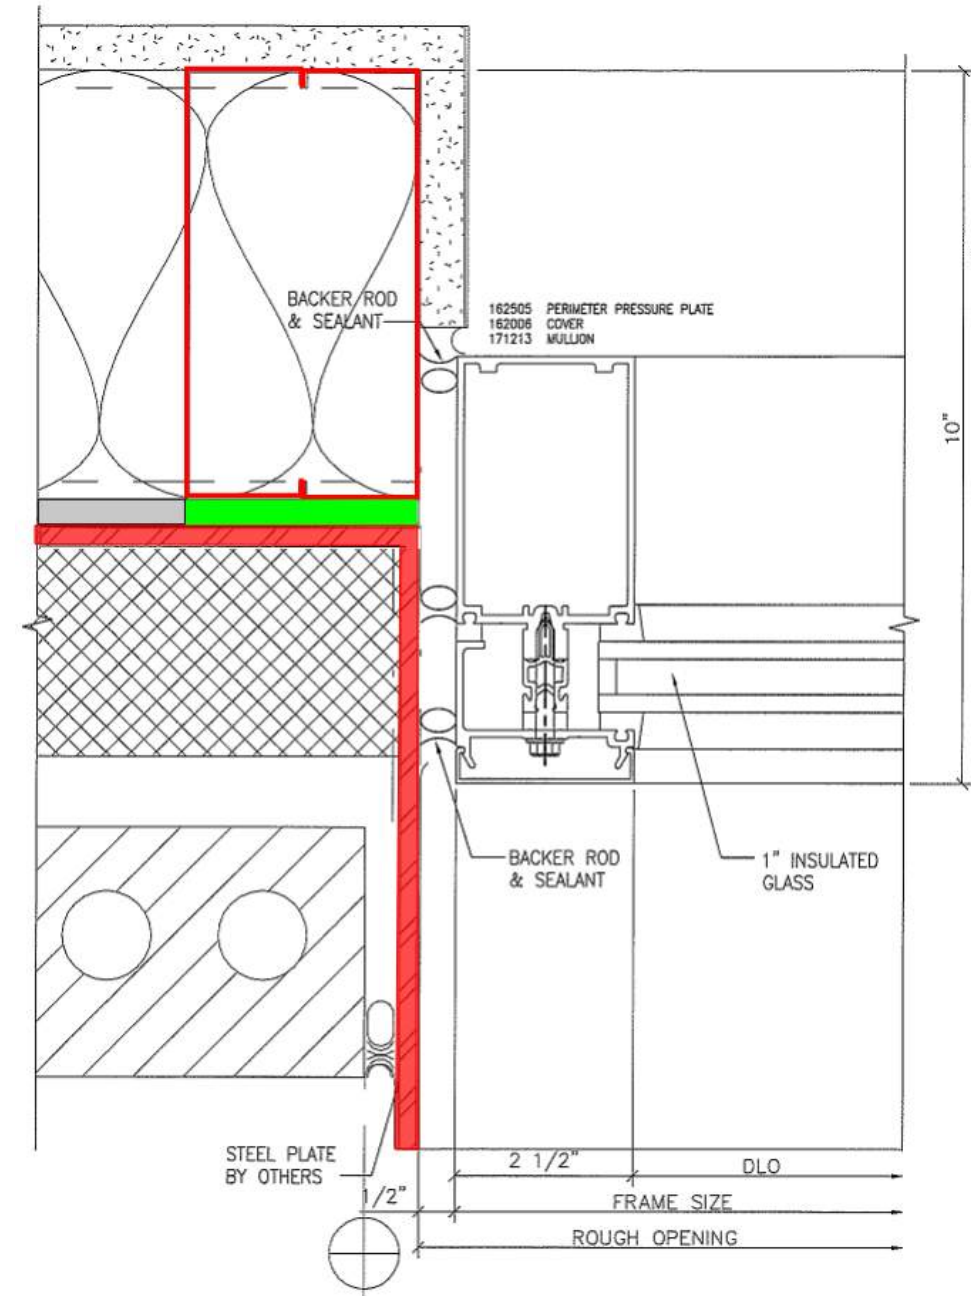 BACKER ROD
& SEALANT
162505 PERIMETER PRESSURE PLATE
162006 COVER
171213 MULLION
10"
BACKER ROD
& SEALANT
1" INSULATED
GLASS
STEEL PLATE
BY OTHERS
2 1/2"
DLO
1/2"
FRAME SIZE
ROUGH OPENING